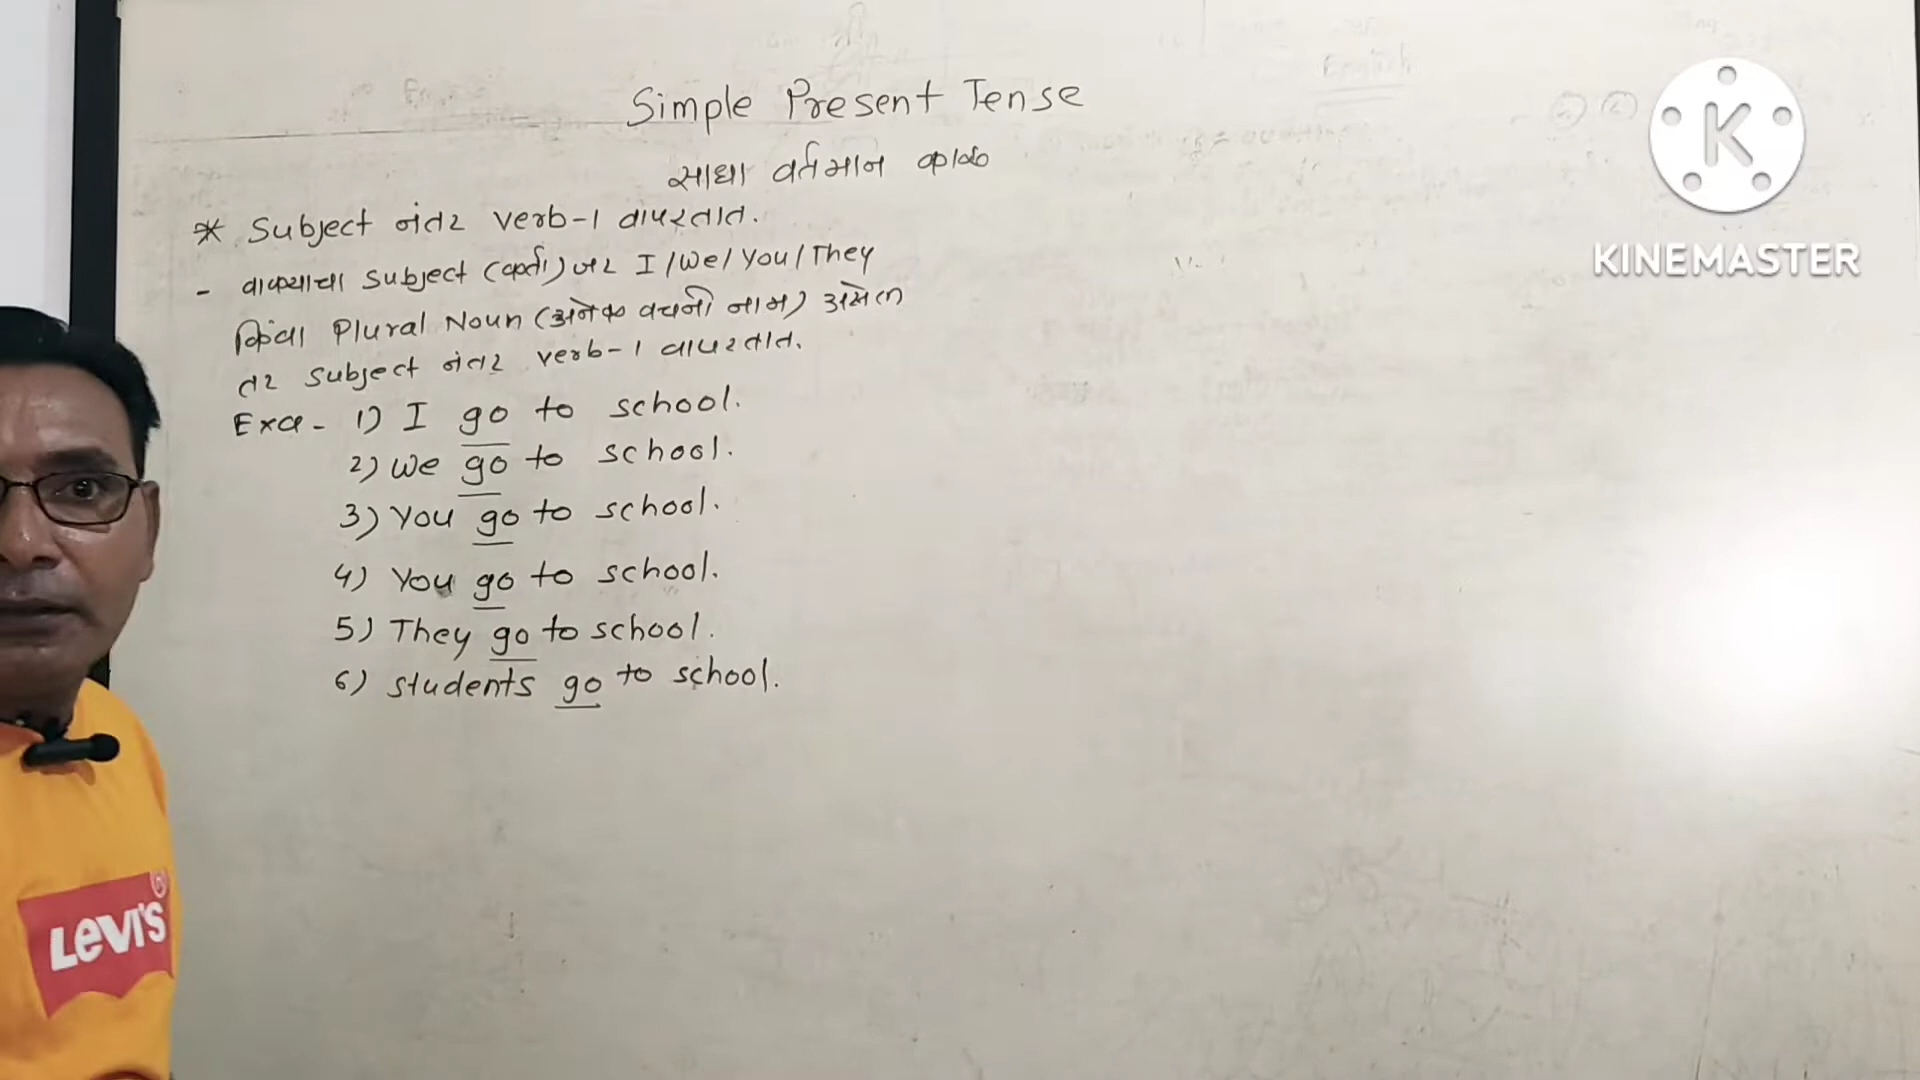 Simple Present Tense
साधा वर्तमान काळ
* Subject नंतर verb-1 वापरतात.
- वाक्याचा subject (कर्ता) जर I/We/You/They
किंवा Plural Noun (अनेक वचनी नाम) असेल
तर subject नंतर verb-1 वापरतात.
Exa- 1) I go to school.
2) We go to school.
3) You go to school.
4) You go to school.
5) They go to school.
6) students go to school.
K
KINEMASTER
LEVI'S
English